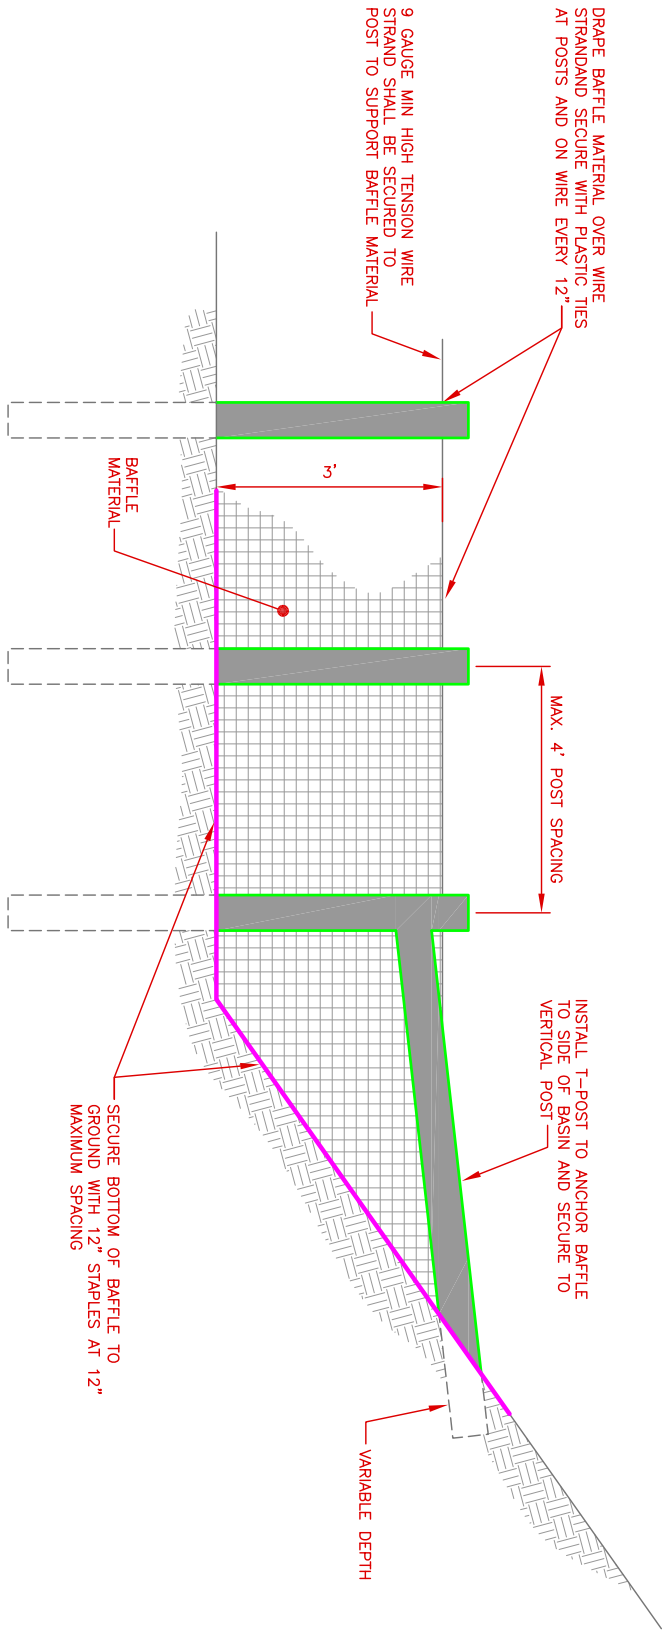 DRAPE BAFFLE MATERIAL OVER WIRE
STRANDAND SECURE WITH PLASTIC TIES
AT POSTS AND ON WIRE EVERY 12"
9 GAUGE MIN HIGH TENSION WIRE
STRAND SHALL BE SECURED TO
POST TO SUPPORT BAFFLE MATERIAL
3'
BAFFLE
MATERIAL
MAX. 4' POST SPACING
INSTALL T-POST TO ANCHOR BAFFLE
TO SIDE OF BASIN AND SECURE TO
VERTICAL POST
SECURE BOTTOM OF BAFFLE TO
GROUND WITH 12" STAPLES AT 12"
MAXIMUM SPACING
VARIABLE DEPTH